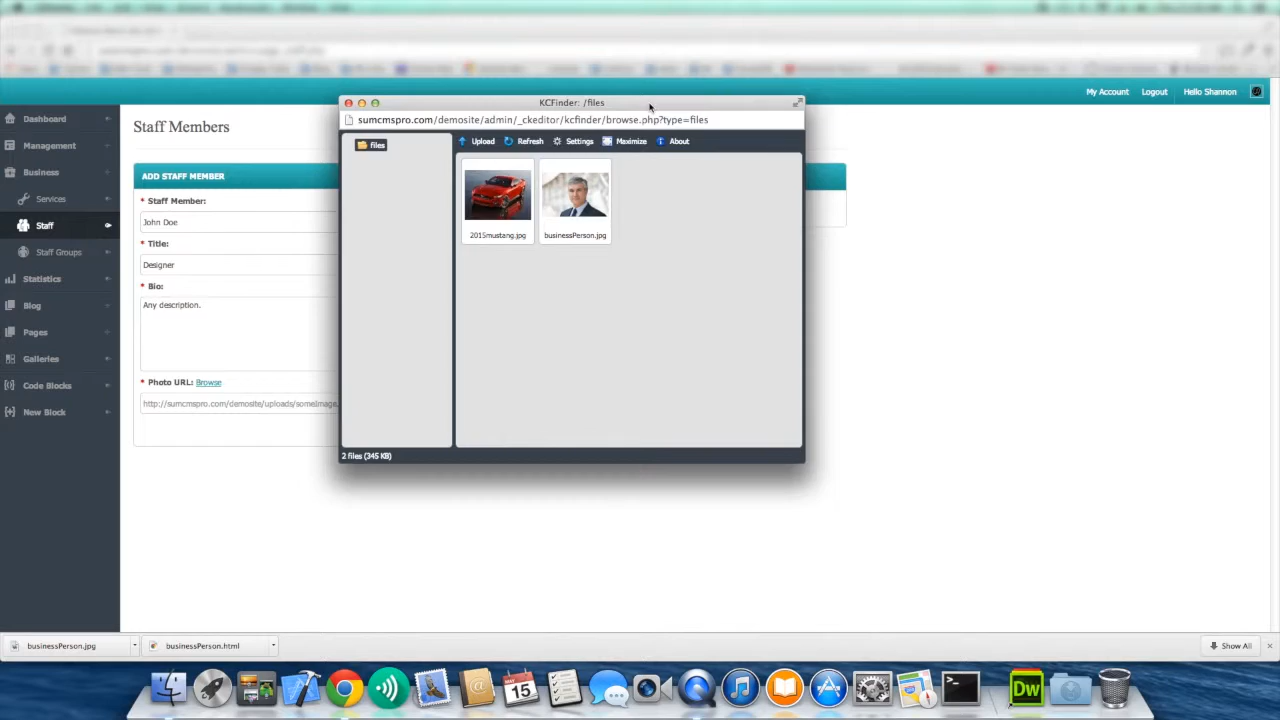 My Account
Logout
Hello Shannon
Dashboard
Management
Business
Services
Staff
Staff Groups
Statistics
Blog
Pages
Galleries
Code Blocks
New Block
Staff Members
ADD STAFF MEMBER
* Staff Member:
John Doe
* Title:
Designer
* Bio:
Any description.
* Photo URL: Browse
http://sumcmspro.com/demosite/uploads/someImage.
KCFinder: /files
sumcmspro.com/demosite/admin/_ckeditor/kcfinder/browse.php?type=files
files
Upload
Refresh
Settings
Maximize
About
2015mustang.jpg
businessPerson.jpg
2 files (345 KB)
businessPerson.jpg
businessPerson.html
Show All
MAY
15
Dw